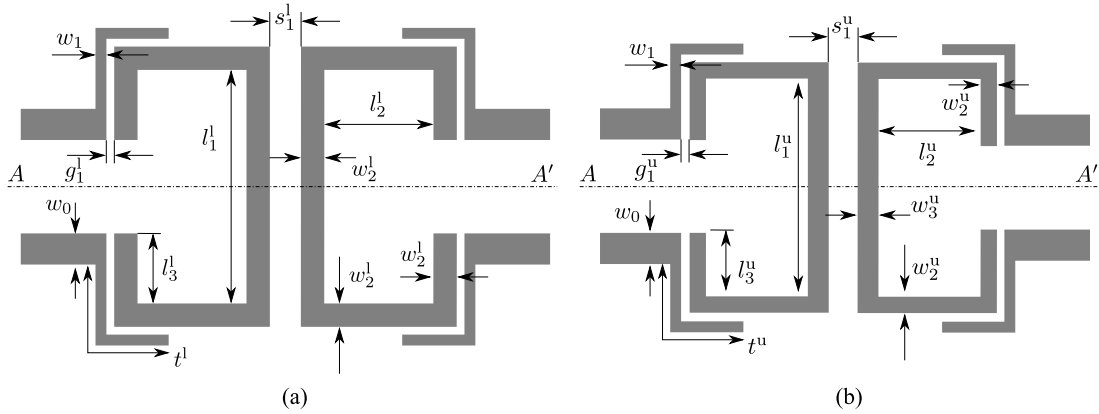 s₁ˡ
w₁
l₂ˡ
l₁ˡ
g₁ˡ
w₂ˡ
A
A′
w₀
l₃ˡ
w₂ˡ
w₂ˡ
tˡ
(a)
s₁ᵘ
w₁
w₂ᵘ
l₁ᵘ
l₂ᵘ
g₁ᵘ
A
A′
w₀
w₃ᵘ
l₃ᵘ
w₂ᵘ
tᵘ
(b)